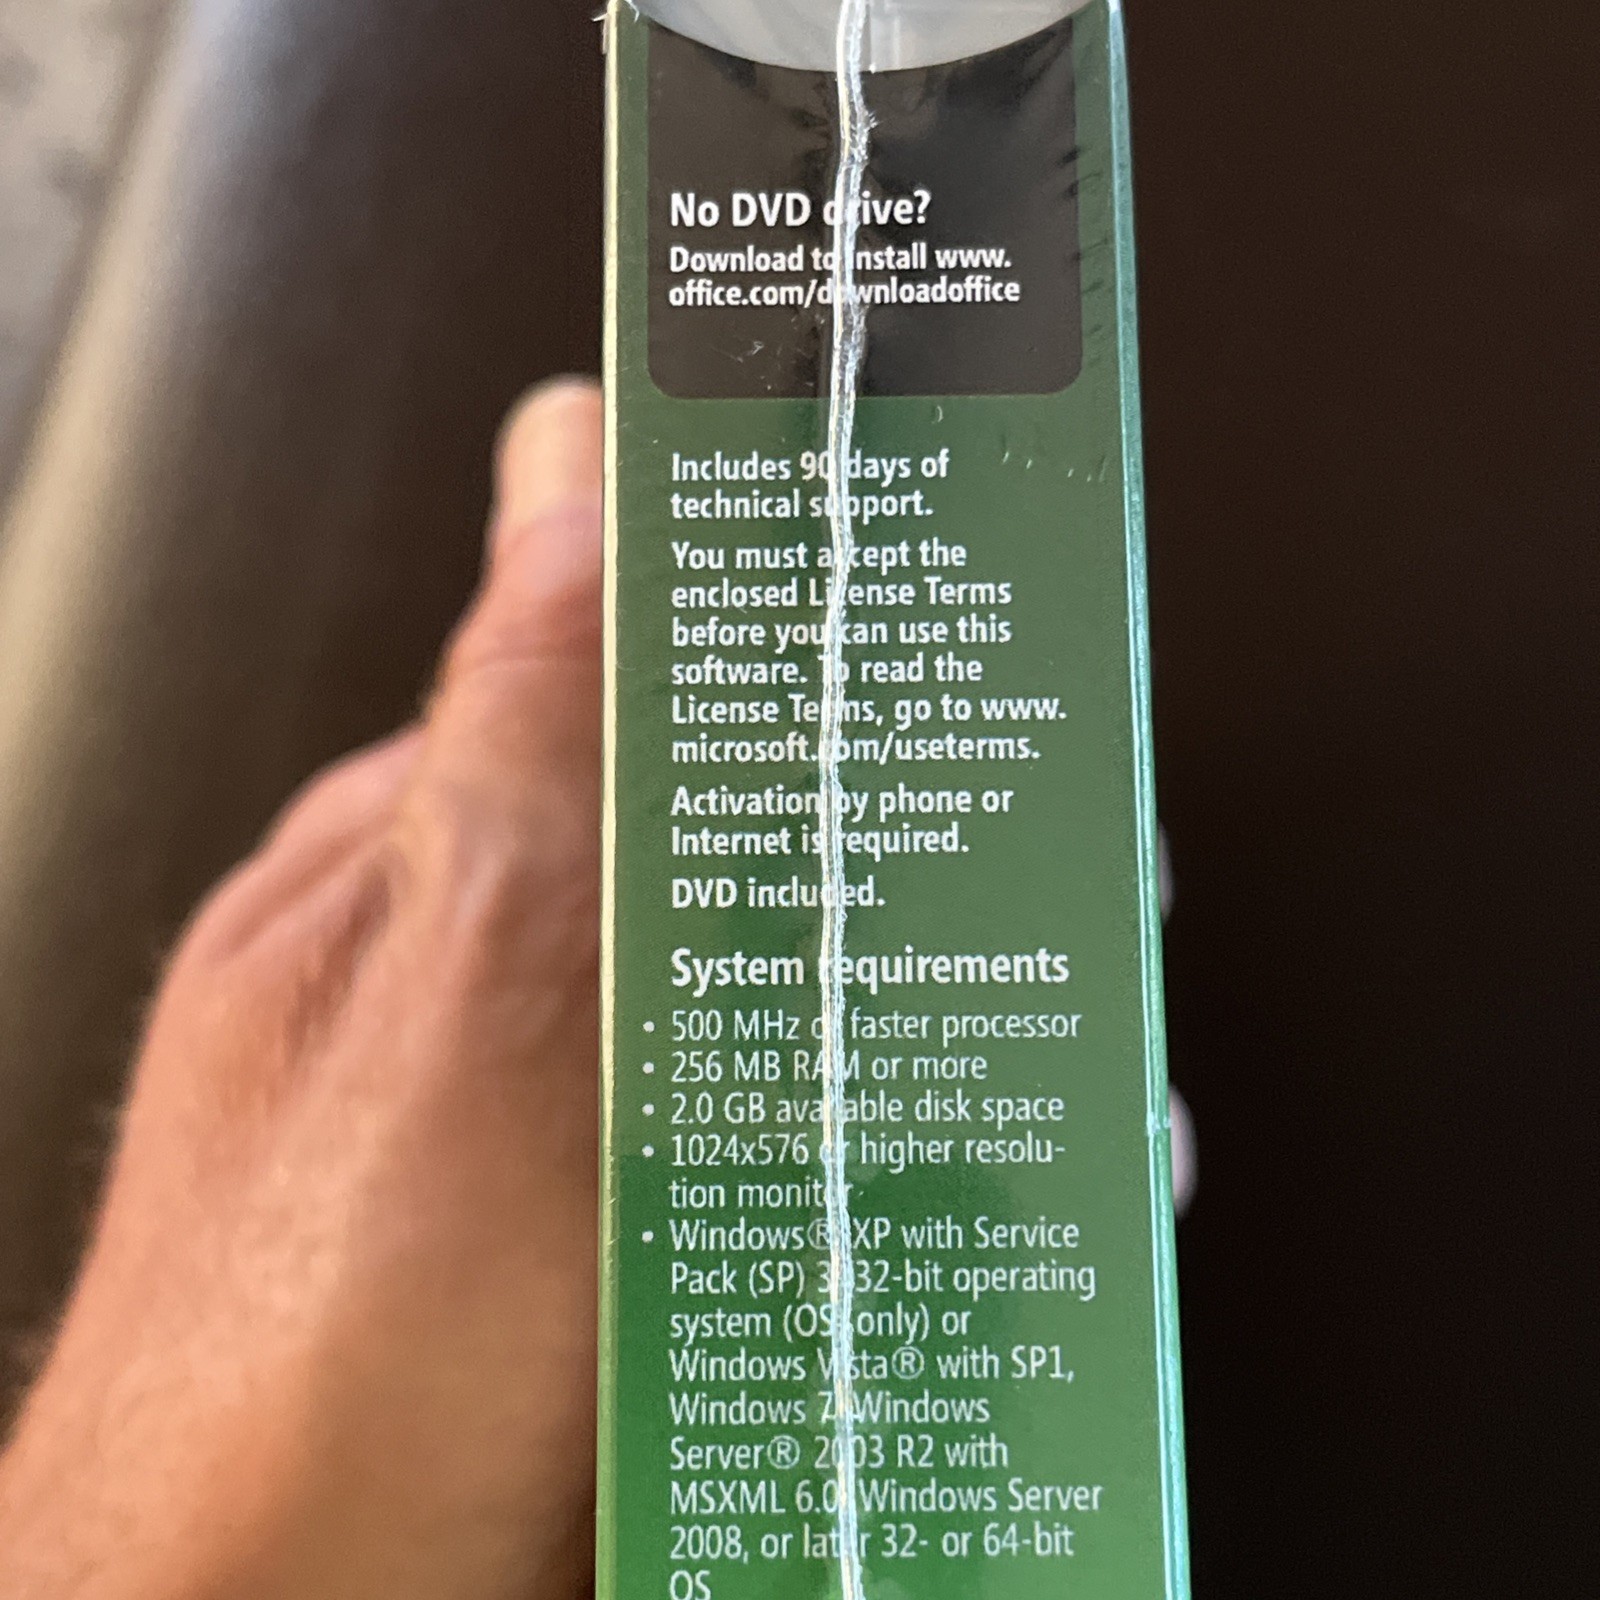 No DVD drive?
Download to install www.
office.com/downloadoffice
Includes 90 days of
technical support.
You must accept the
enclosed License Terms
before you can use this
software. To read the
License Terms, go to www.
microsoft.com/useterms.
Activation by phone or
Internet is required.
DVD included.
System requirements
• 500 MHz or faster processor
• 256 MB RAM or more
• 2.0 GB available disk space
• 1024x576 or higher resolu-
tion monitor
• Windows® XP with Service
Pack (SP) 3 (32-bit operating
system (OS) only) or
Windows Vista® with SP1,
Windows 7, Windows
Server® 2003 R2 with
MSXML 6.0, Windows Server
2008, or later 32- or 64-bit
OS